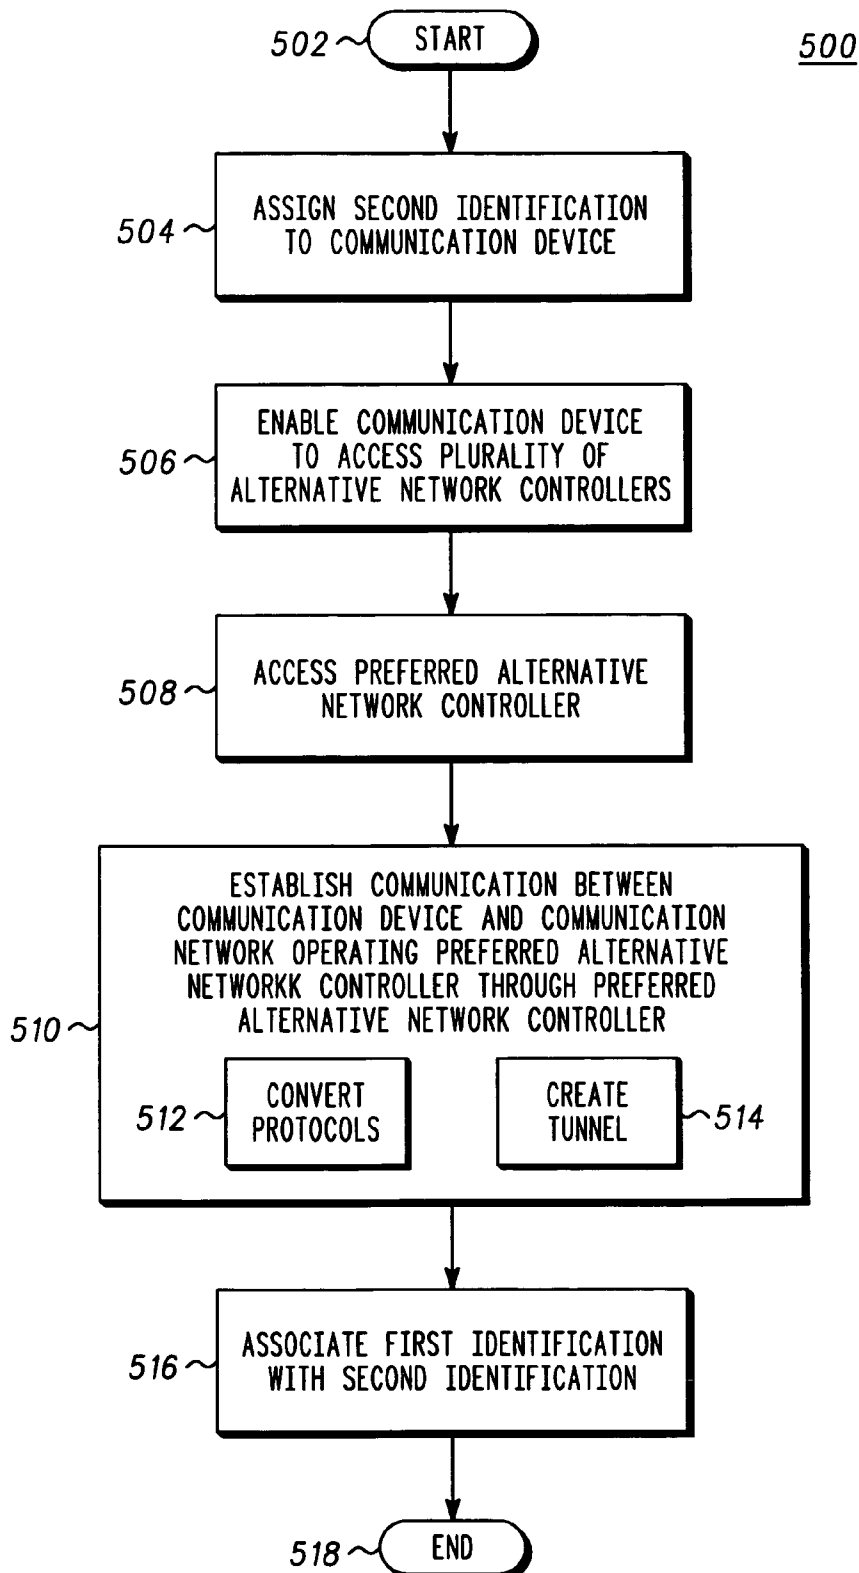 502
START
500
504
ASSIGN SECOND IDENTIFICATION
TO COMMUNICATION DEVICE
506
ENABLE COMMUNICATION DEVICE
TO ACCESS PLURALITY OF
ALTERNATIVE NETWORK CONTROLLERS
508
ACCESS PREFERRED ALTERNATIVE
NETWORK CONTROLLER
510
ESTABLISH COMMUNICATION BETWEEN
COMMUNICATION DEVICE AND COMMUNICATION
NETWORK OPERATING PREFERRED ALTERNATIVE
NETWORKK CONTROLLER THROUGH PREFERRED
ALTERNATIVE NETWORK CONTROLLER
512
CONVERT
PROTOCOLS
CREATE
TUNNEL
514
516
ASSOCIATE FIRST IDENTIFICATION
WITH SECOND IDENTIFICATION
518
END